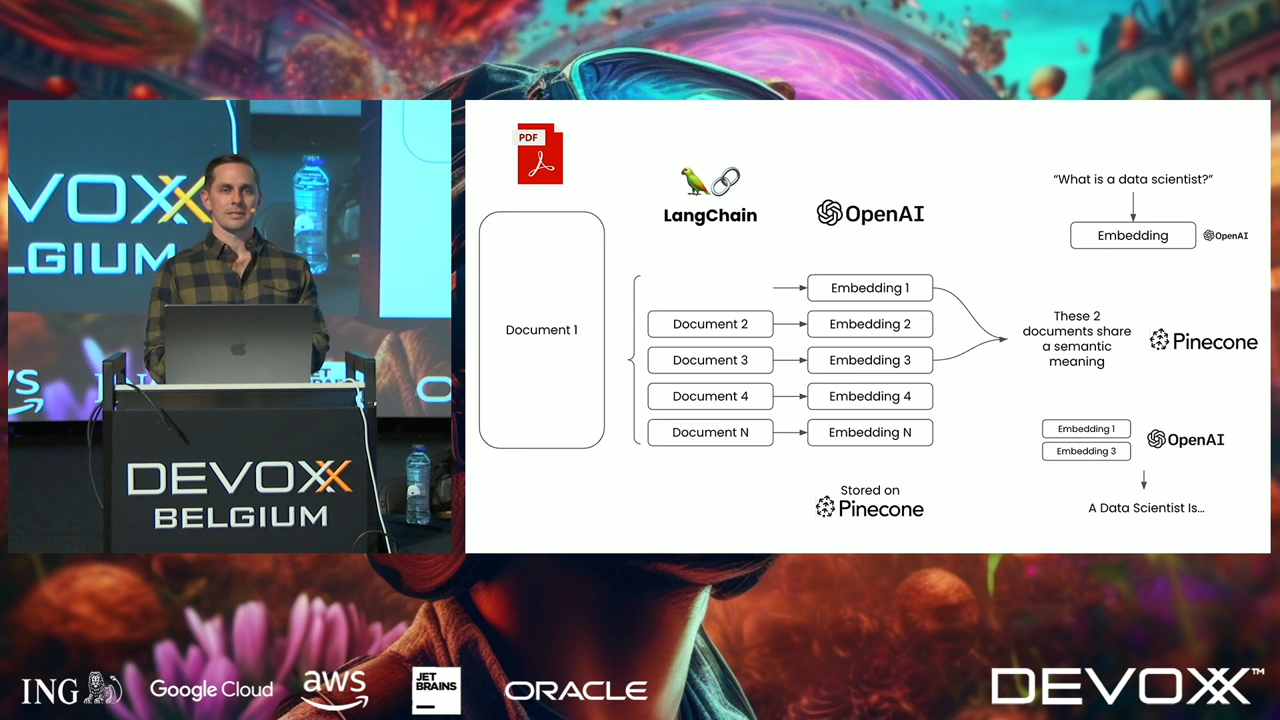 VOXX
LGIUM
DEVOXX
BELGIUM
PDF
LangChain
OpenAI
"What is a data scientist?"
Embedding
OpenAI
Document 1
Embedding 1
Document 2
Embedding 2
Document 3
Embedding 3
Document 4
Embedding 4
Document N
Embedding N
These 2
documents share
a semantic
meaning
Pinecone
Embedding 1
Embedding 3
OpenAI
A Data Scientist Is...
Stored on
Pinecone
ING
Google Cloud
aws
JET
BRAINS
ORACLE
DEVOXX™